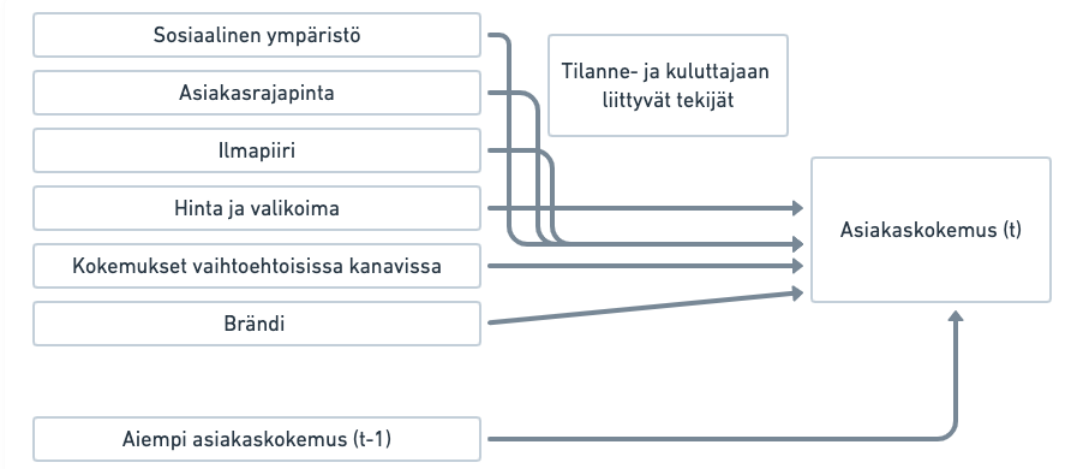 Sosiaalinen ympäristö
Asiakasrajapinta
Ilmapiiri
Hinta ja valikoima
Kokemukset vaihtoehtoisissa kanavissa
Brändi
Aiempi asiakaskokemus (t-1)
Tilanne- ja kuluttajaan
liittyvät tekijät
Asiakaskokemus (t)